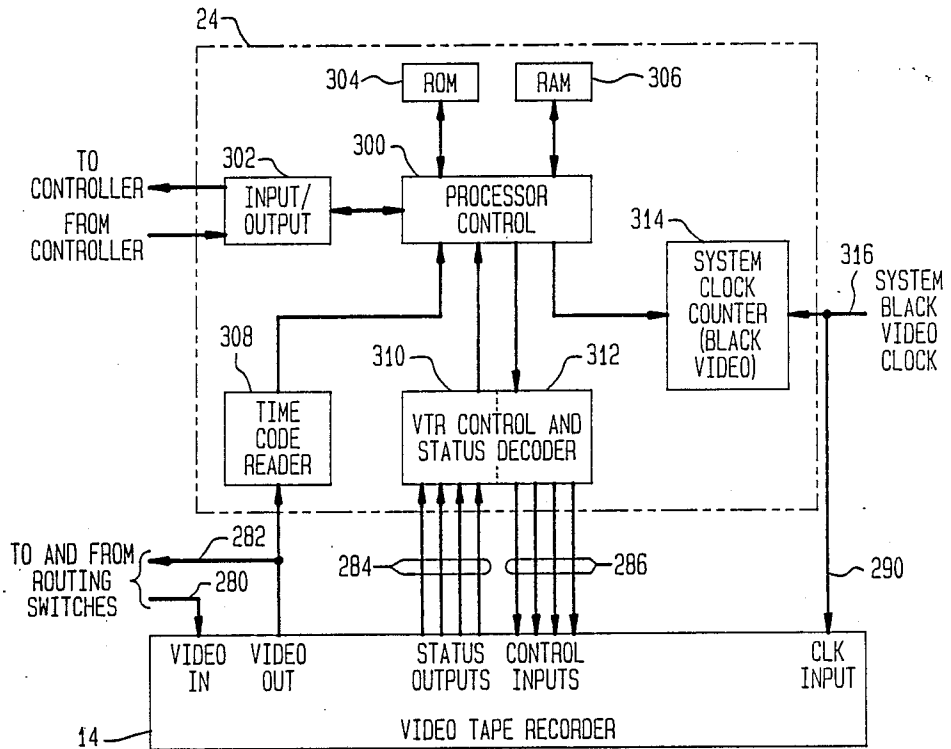 24
304
ROM
RAM
306
300
302
TO
CONTROLLER
FROM
CONTROLLER
INPUT/
OUTPUT
PROCESSOR
CONTROL
314
SYSTEM
CLOCK
COUNTER
(BLACK
VIDEO)
316
SYSTEM
BLACK
VIDEO
CLOCK
308
TIME
CODE
READER
310
312
VTR CONTROL AND
STATUS DECODER
TO AND FROM
ROUTING
SWITCHES
282
280
284
286
290
VIDEO
IN
VIDEO
OUT
STATUS
OUTPUTS
CONTROL
INPUTS
CLK
INPUT
14
VIDEO TAPE RECORDER